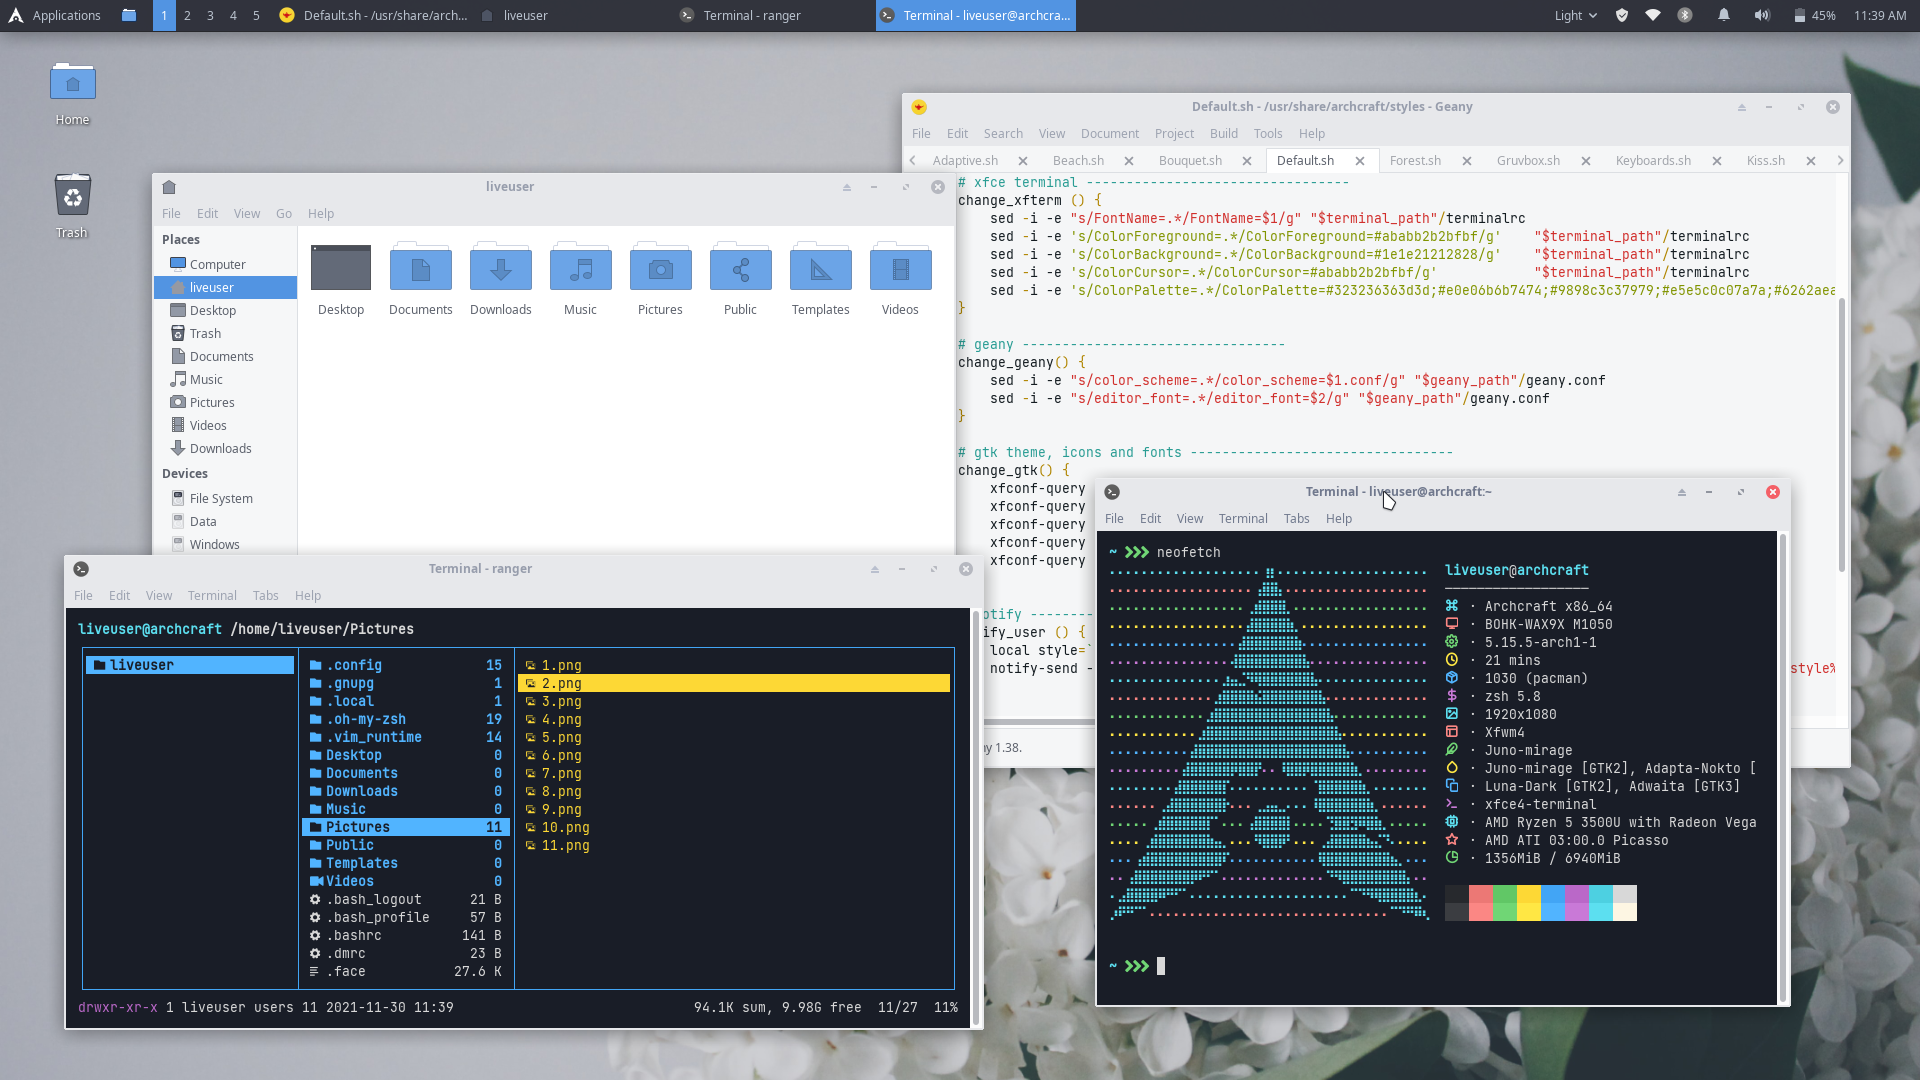 Applications 1 2 3 4 5 Default.sh - /usr/share/arch... liveuser Terminal - ranger Terminal - liveuser@archcra... Light 45% 11:39 AM
Home
Trash
Default.sh - /usr/share/archcraft/styles - Geany
File Edit Search View Document Project Build Tools Help
Adaptive.sh Beach.sh Bouquet.sh Default.sh Forest.sh Gruvbox.sh Keyboards.sh Kiss.sh
# xfce terminal ---------------------------------
change_xfterm () {
sed -i -e "s/FontName=.*/FontName=$1/g" "$terminal_path"/terminalrc
sed -i -e 's/ColorForeground=.*/ColorForeground=#ababb2b2bfbf/g' "$terminal_path"/terminalrc
sed -i -e 's/ColorBackground=.*/ColorBackground=#1e1e21212828/g' "$terminal_path"/terminalrc
sed -i -e 's/ColorCursor=.*/ColorCursor=#ababb2b2bfbf/g' "$terminal_path"/terminalrc
sed -i -e 's/ColorPalette=.*/ColorPalette=#323236363d3d;#e0e06b6b7474;#9898c3c37979;#e5e5c0c07a7a;#6262aea
}
# geany ---------------------------------
change_geany() {
sed -i -e "s/color_scheme=.*/color_scheme=$1.conf/g" "$geany_path"/geany.conf
sed -i -e "s/editor_font=.*/editor_font=$2/g" "$geany_path"/geany.conf
}
# gtk theme, icons and fonts ---------------------------------
change_gtk() {
xfconf-query
xfconf-query
xfconf-query
xfconf-query
xfconf-query
otify --------
ify_user () {
local style=`
notify-send -
style%
ny 1.38.
liveuser
File Edit View Go Help
Places
Computer
liveuser
Desktop
Trash
Documents
Music
Pictures
Videos
Downloads
Devices
File System
Data
Windows
Desktop Documents Downloads Music Pictures Public Templates Videos
Terminal - ranger
File Edit View Terminal Tabs Help
liveuser@archcraft /home/liveuser/Pictures
liveuser
.config 15
.gnupg 1
.local 1
.oh-my-zsh 19
.vim_runtime 14
Desktop 0
Documents 0
Downloads 0
Music 0
Pictures 11
Public 0
Templates 0
Videos 0
.bash_logout 21 B
.bash_profile 57 B
.bashrc 141 B
.dmrc 23 B
.face 27.6 K
1.png
2.png
3.png
4.png
5.png
6.png
7.png
8.png
9.png
10.png
11.png
drwxr-xr-x 1 liveuser users 11 2021-11-30 11:39 94.1K sum, 9.98G free 11/27 11%
Terminal - liveuser@archcraft:~
File Edit View Terminal Tabs Help
~ ❯❯❯ neofetch
liveuser@archcraft
· Archcraft x86_64
· BOHK-WAX9X M1050
· 5.15.5-arch1-1
· 21 mins
· 1030 (pacman)
· zsh 5.8
· 1920x1080
· Xfwm4
· Juno-mirage
· Juno-mirage [GTK2], Adapta-Nokto [
· Luna-Dark [GTK2], Adwaita [GTK3]
· xfce4-terminal
· AMD Ryzen 5 3500U with Radeon Vega
· AMD ATI 03:00.0 Picasso
· 1356MiB / 6940MiB
~ ❯❯❯